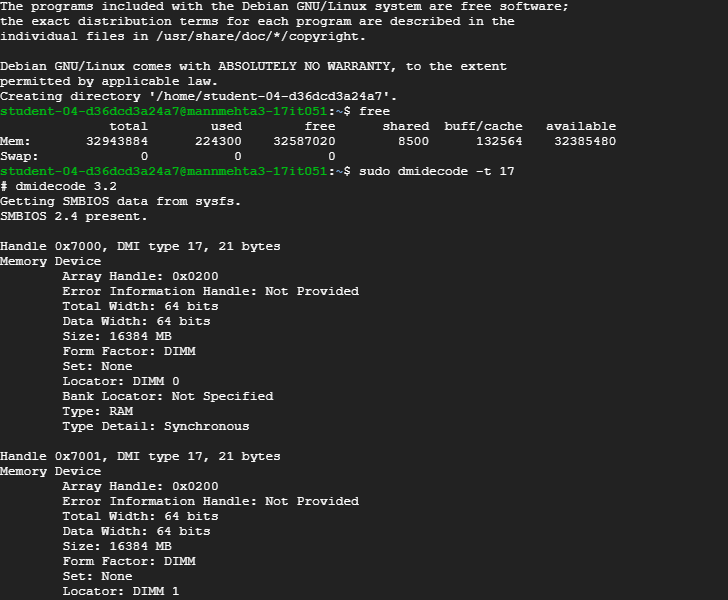 The programs included with the Debian GNU/Linux system are free software;
the exact distribution terms for each program are described in the
individual files in /usr/share/doc/*/copyright.

Debian GNU/Linux comes with ABSOLUTELY NO WARRANTY, to the extent
permitted by applicable law.
Creating directory '/home/student-04-d36dcd3a24a7'.
student-04-d36dcd3a24a7@mannmehta3-17it051:~$ free
              total        used        free      shared  buff/cache   available
Mem:       32943884      224300    32587020        8500      132564    32385480
Swap:             0           0           0
student-04-d36dcd3a24a7@mannmehta3-17it051:~$ sudo dmidecode -t 17
# dmidecode 3.2
Getting SMBIOS data from sysfs.
SMBIOS 2.4 present.

Handle 0x7000, DMI type 17, 21 bytes
Memory Device
        Array Handle: 0x0200
        Error Information Handle: Not Provided
        Total Width: 64 bits
        Data Width: 64 bits
        Size: 16384 MB
        Form Factor: DIMM
        Set: None
        Locator: DIMM 0
        Bank Locator: Not Specified
        Type: RAM
        Type Detail: Synchronous

Handle 0x7001, DMI type 17, 21 bytes
Memory Device
        Array Handle: 0x0200
        Error Information Handle: Not Provided
        Total Width: 64 bits
        Data Width: 64 bits
        Size: 16384 MB
        Form Factor: DIMM
        Set: None
        Locator: DIMM 1